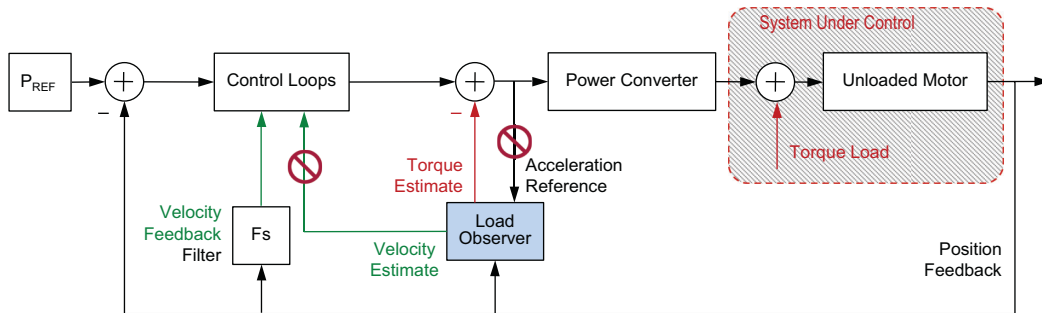 System Under Control
PREF
Control Loops
Power Converter
Unloaded Motor
–
–
Torque Load
Torque
Estimate
Acceleration
Reference
Velocity
Feedback
Filter
Fs
Load
Observer
Velocity
Estimate
Position
Feedback